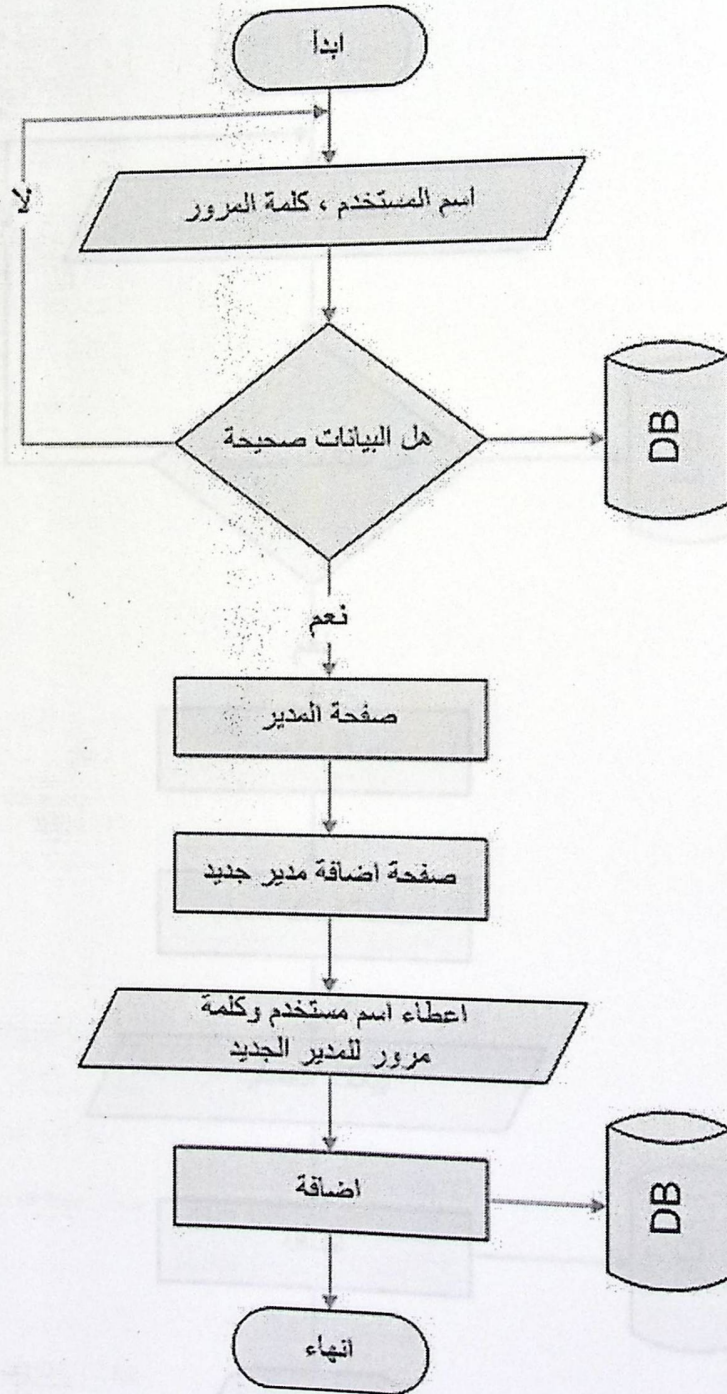 ابدأ
اسم المستخدم ، كلمة المرور
لا
هل البيانات صحيحة
DB
نعم
صفحة المدير
صفحة اضافة مدير جديد
اعطاء اسم مستخدم وكلمة
مرور للمدير الجديد
اضافة
DB
انهاء